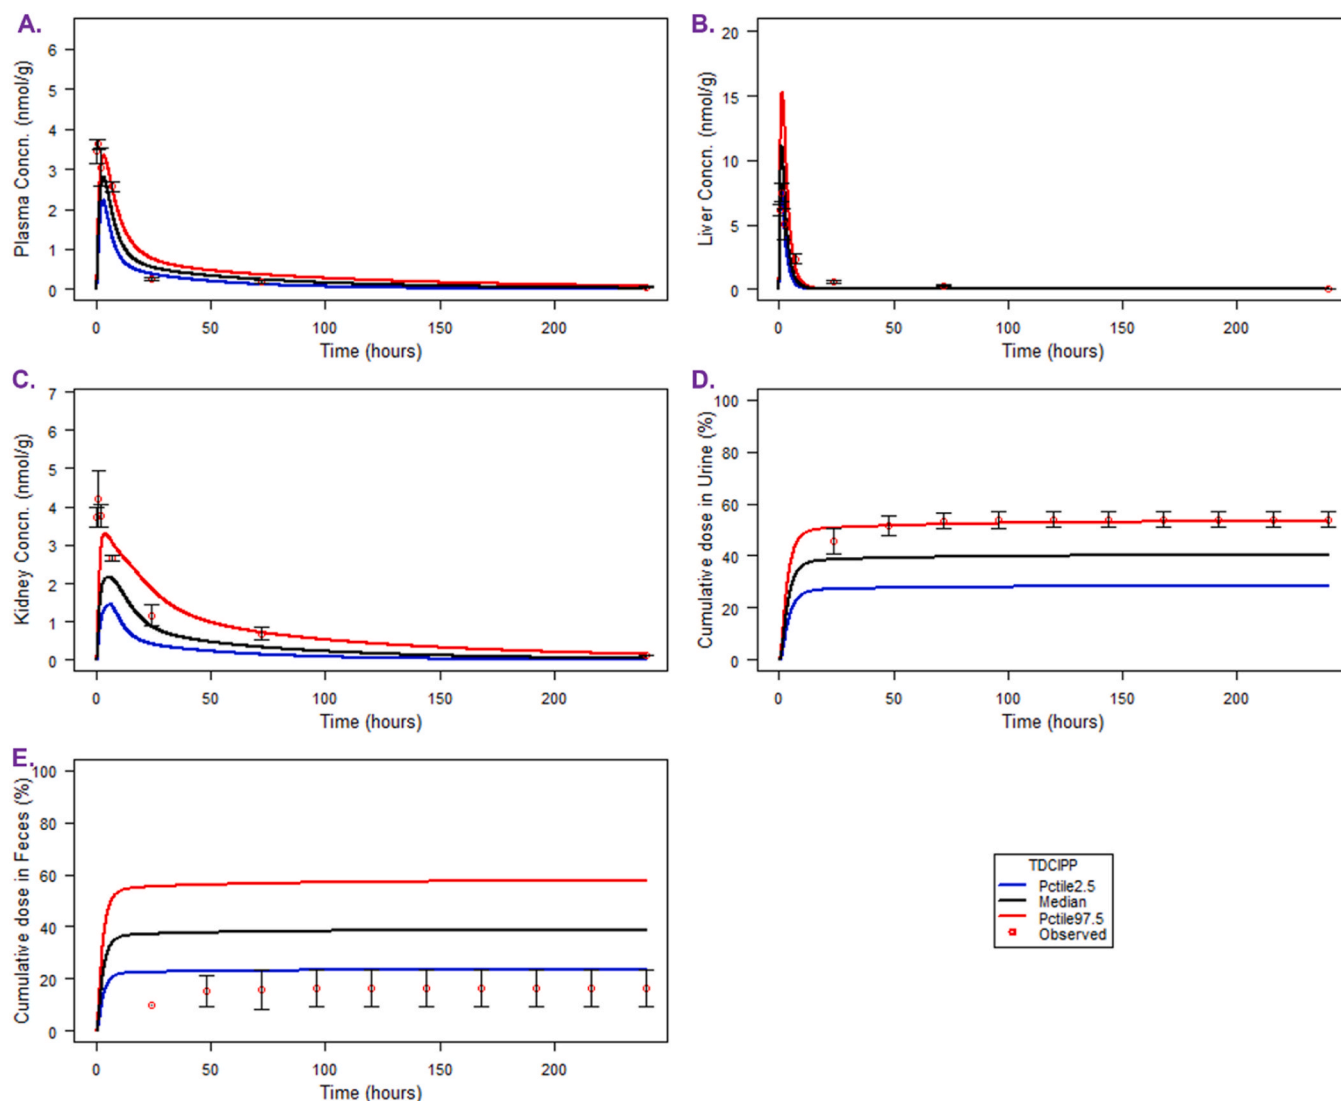 A.
Plasma Concn. (nmol/g)
6
5
4
3
2
1
0
0 50 100 150 200
Time (hours)
B.
Liver Concn. (nmol/g)
20
15
10
5
0
0 50 100 150 200
Time (hours)
C.
Kidney Concn. (nmol/g)
7
6
5
4
3
2
1
0
0 50 100 150 200
Time (hours)
D.
Cumulative dose in Urine (%)
100
80
60
40
20
0
0 50 100 150 200
Time (hours)
E.
Cumulative dose in Feces (%)
100
80
60
40
20
0
0 50 100 150 200
Time (hours)
TDCIPP
Pctile2.5
Median
Pctile97.5
Observed